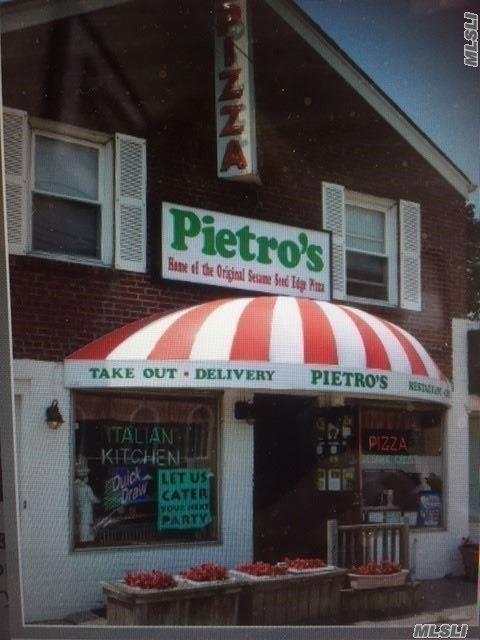 MLSLI
PIZZA
Pietro's
Home of the Original Sesame Seed Edge Pizza
TAKE OUT • DELIVERY PIETRO'S RESTAURANT
ITALIAN
KITCHEN
Quick
Draw
LET US
CATER
YOUR NEXT
PARTY
PIZZA
SESAME
MLSLI